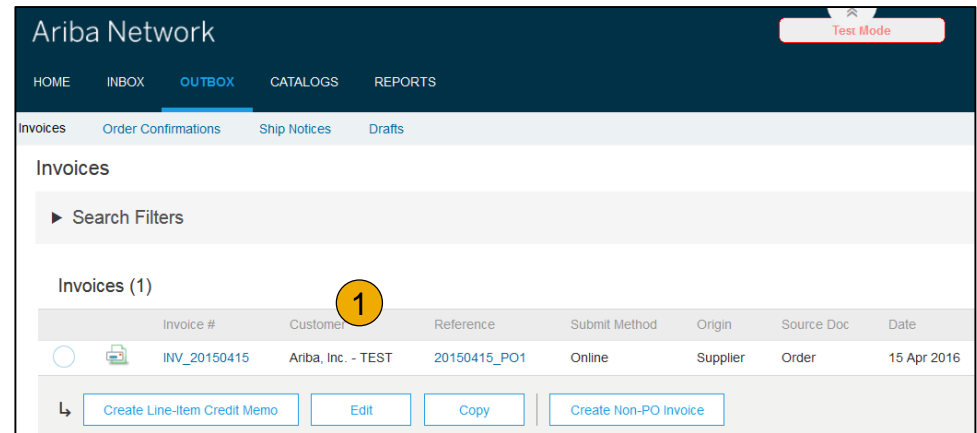 Ariba Network
Test Mode
HOME INBOX OUTBOX CATALOGS REPORTS
Invoices Order Confirmations Ship Notices Drafts
Invoices
Search Filters
Invoices (1)
1
Invoice # Customer Reference Submit Method Origin Source Doc Date
INV_20150415 Ariba, Inc. - TEST 20150415_PO1 Online Supplier Order 15 Apr 2016
Create Line-Item Credit Memo Edit Copy Create Non-PO Invoice